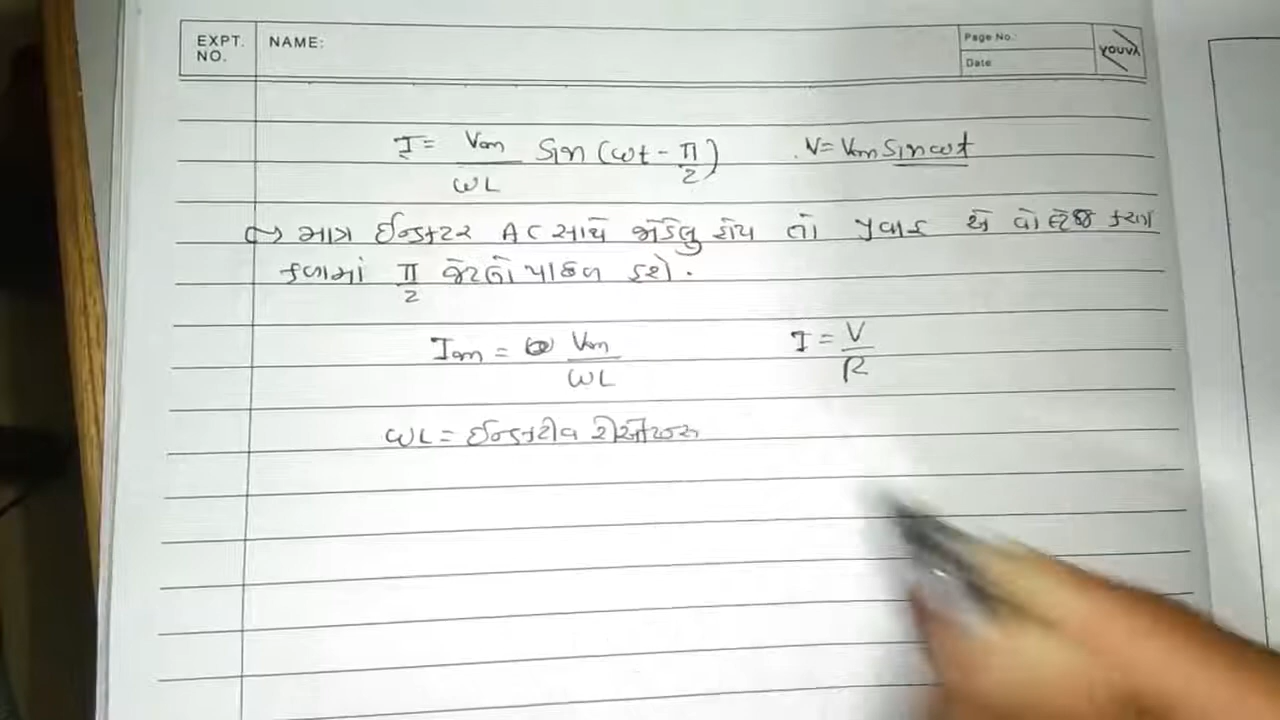 EXPT. NO. NAME: Page No.: Date youva
I = Vm/ωL Sin (ωt - π/2) V = Vm Sinωt
→ માત્ર ઈન્ડક્ટર AC સાથે જોડેલુ હોય તો પ્રવાહ એ વોલ્ટેજ કરતા
કળામાં π/2 જેટલો પાછળ હશે.
Im = Vm/ωL I = V/R
ωL = ઈન્ડક્ટીવ રીએક્ટન્સ